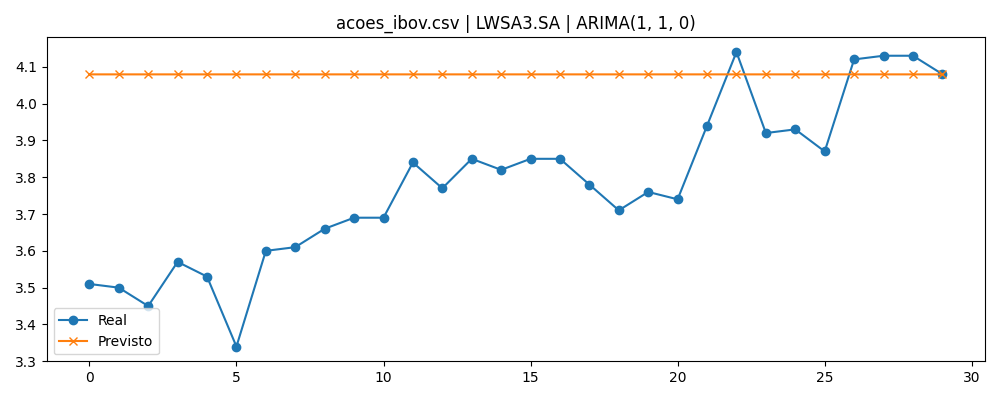 acoes_ibov.csv | LWSA3.SA | ARIMA(1, 1, 0)
4.1
4.0
3.9
3.8
3.7
3.6
3.5
3.4
3.3
Real
Previsto
0 5 10 15 20 25 30